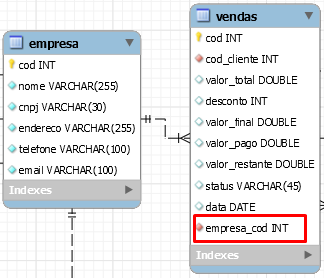 empresa
cod INT
nome VARCHAR(255)
cnpj VARCHAR(30)
endereco VARCHAR(255)
telefone VARCHAR(100)
email VARCHAR(100)
Indexes
vendas
cod INT
cod_cliente INT
valor_total DOUBLE
desconto INT
valor_final DOUBLE
valor_pago DOUBLE
valor_restante DOUBLE
status VARCHAR(45)
data DATE
empresa_cod INT
Indexes